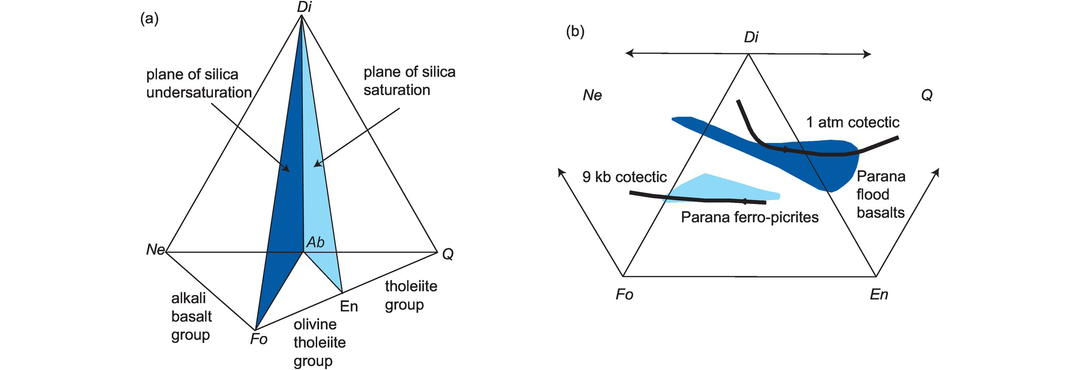 (a)
Di
plane of silica
undersaturation
plane of silica
saturation
Ne
Ab
Q
alkali
basalt
group
Fo
En
olivine
tholeiite
group
tholeiite
group
(b)
Di
Ne
Q
1 atm cotectic
9 kb cotectic
Parana
flood
basalts
Parana ferro-picrites
Fo
En